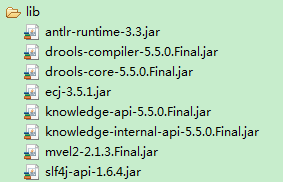 lib
antlr-runtime-3.3.jar
drools-compiler-5.5.0.Final.jar
drools-core-5.5.0.Final.jar
ecj-3.5.1.jar
knowledge-api-5.5.0.Final.jar
knowledge-internal-api-5.5.0.Final.jar
mvel2-2.1.3.Final.jar
slf4j-api-1.6.4.jar